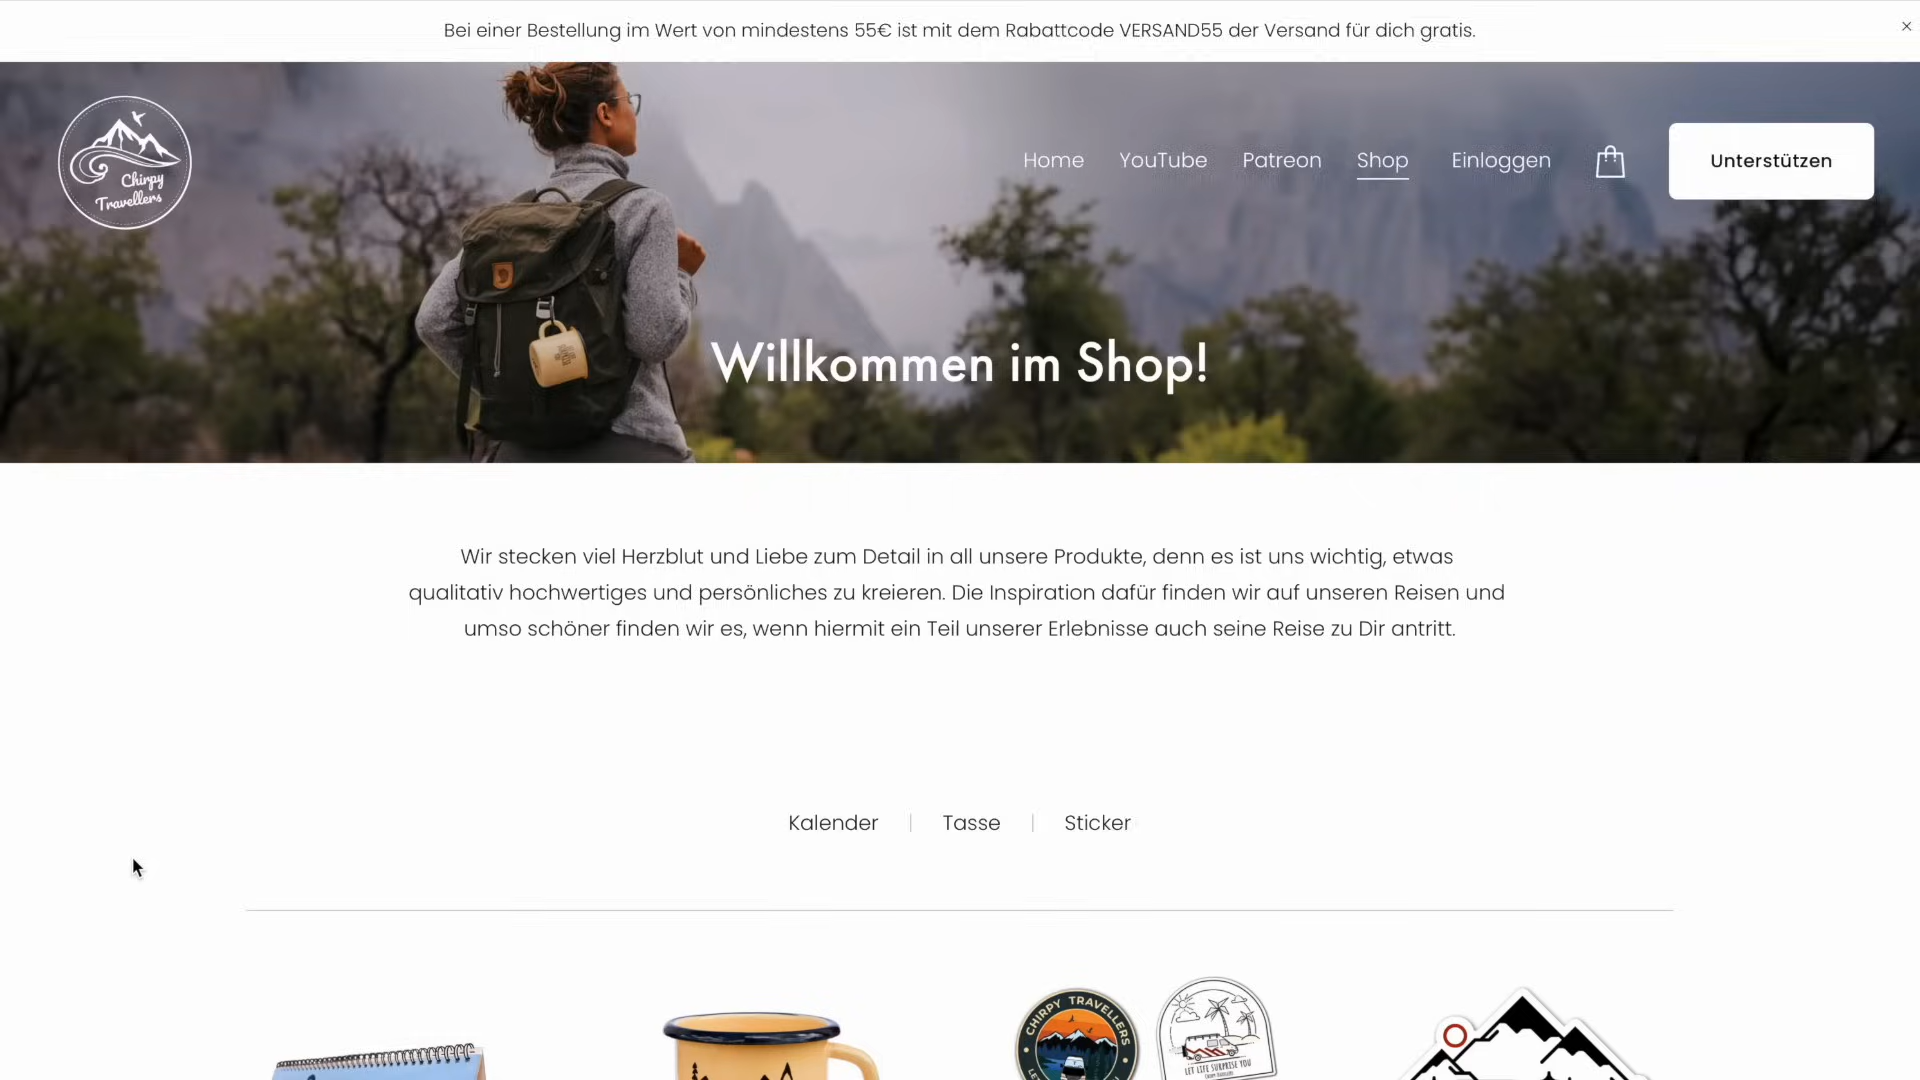 Bei einer Bestellung im Wert von mindestens 55€ ist mit dem Rabattcode VERSAND55 der Versand für dich gratis.
Chirpy
Travellers
Home
YouTube
Patreon
Shop
Einloggen
Unterstützen
Willkommen im Shop!
Wir stecken viel Herzblut und Liebe zum Detail in all unsere Produkte, denn es ist uns wichtig, etwas
qualitativ hochwertiges und persönliches zu kreieren. Die Inspiration dafür finden wir auf unseren Reisen und
umso schöner finden wir es, wenn hiermit ein Teil unserer Erlebnisse auch seine Reise zu Dir antritt.
Kalender
Tasse
Sticker
CHIRPY TRAVELLERS
LET LIFE SURPRISE YOU